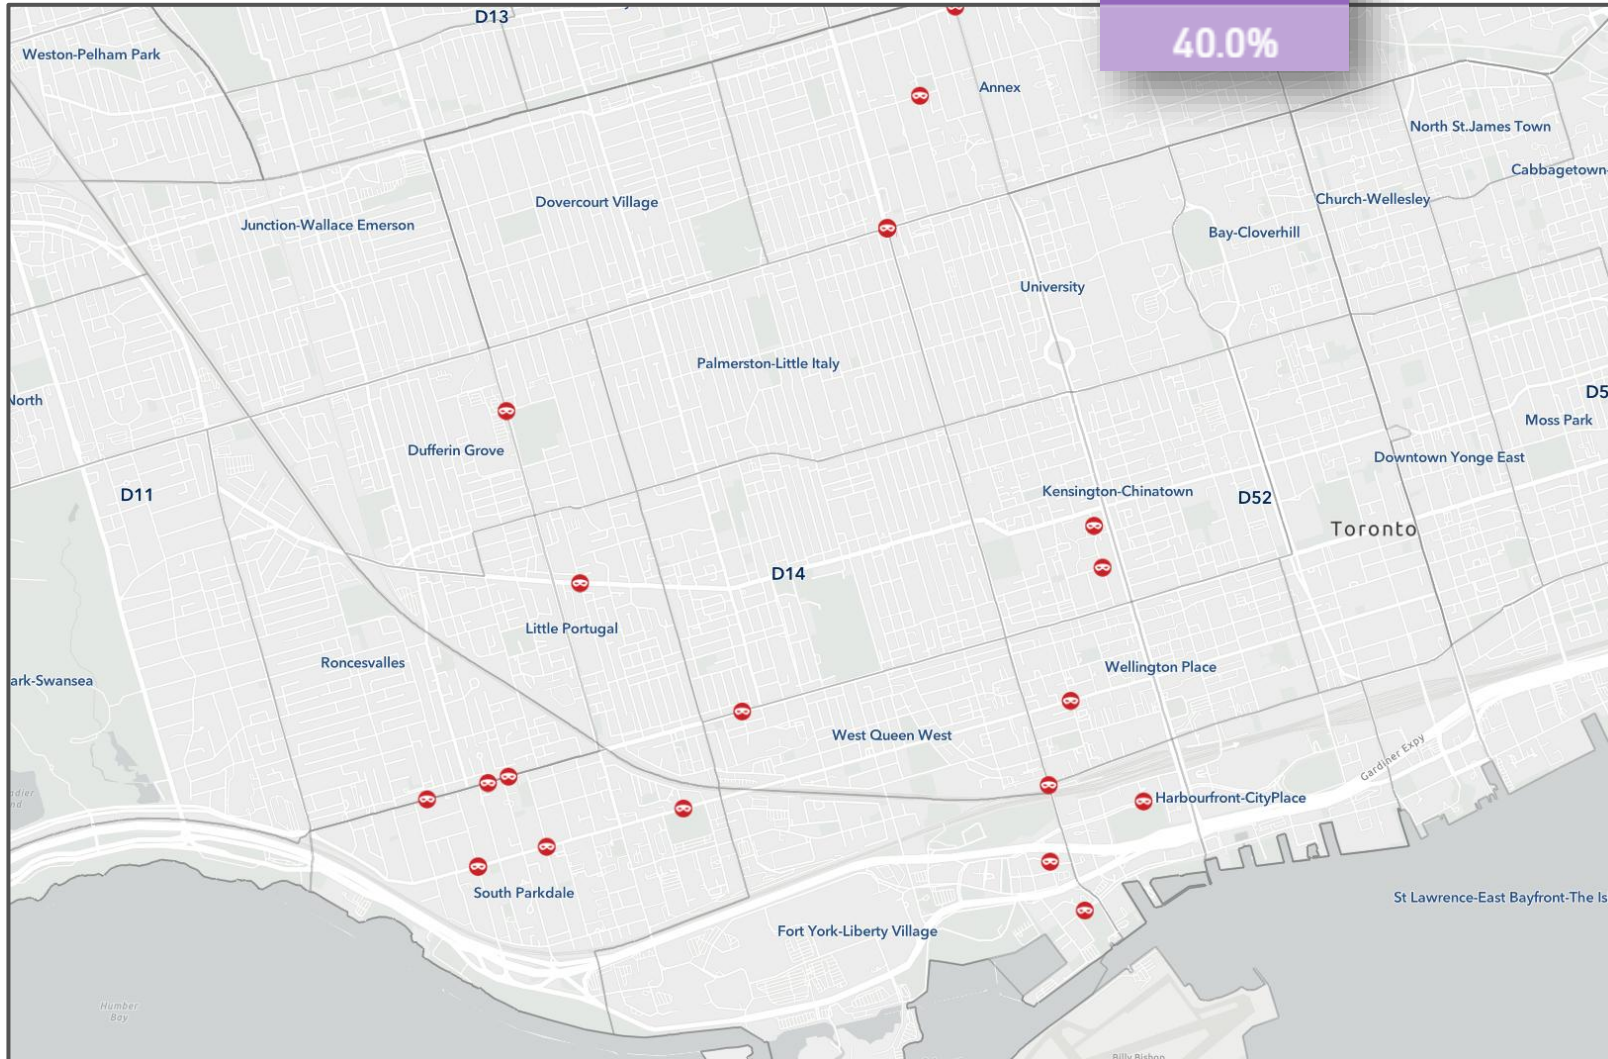 D13
40.0%
Weston-Pelham Park
Annex
North St.James Town
Cabbagetown-
Dovercourt Village
Church-Wellesley
Junction-Wallace Emerson
Bay-Cloverhill
University
Palmerston-Little Italy
North
D5
Moss Park
Dufferin Grove
Downtown Yonge East
D11
Kensington-Chinatown
D52
Toronto
D14
Little Portugal
Roncesvalles
Wellington Place
ark-Swansea
West Queen West
Gardiner Expy
Harbourfront-CityPlace
South Parkdale
St Lawrence-East Bayfront-The Is
Fort York-Liberty Village
Humber
Bay
Billy Bishop